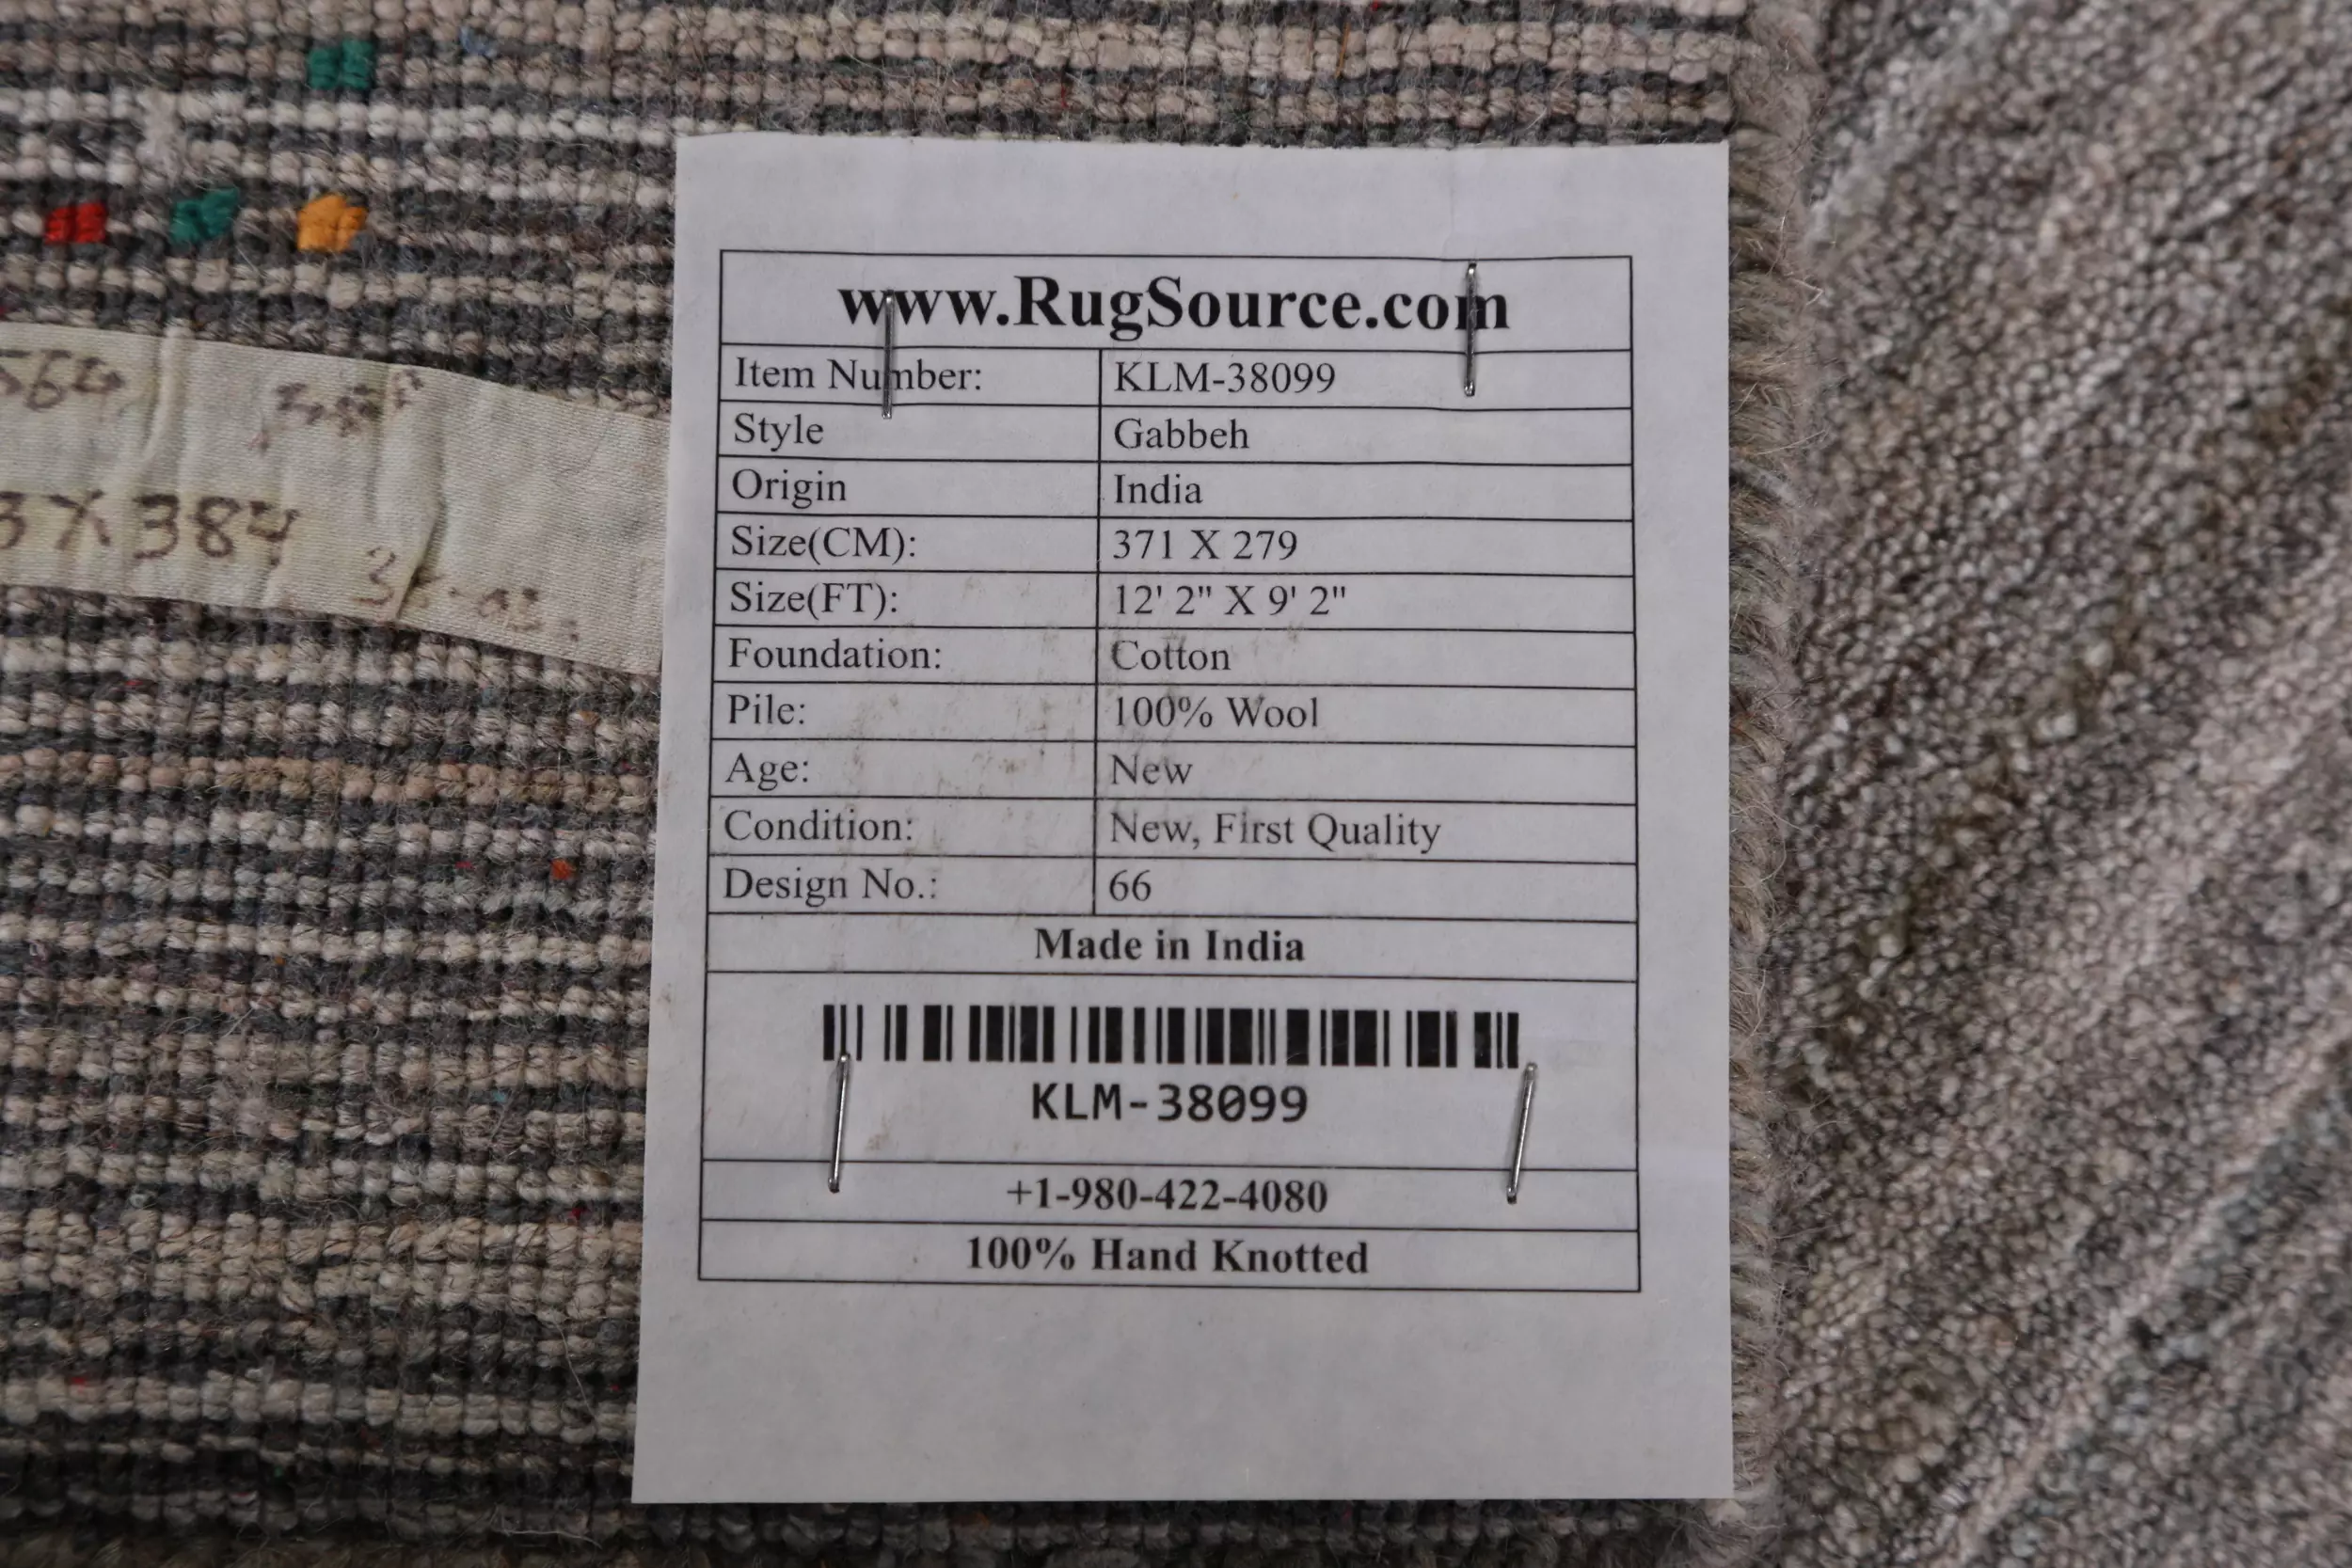 www.RugSource.com
Item Number: KLM-38099
Style Gabbeh
Origin India
Size(CM): 371 X 279
Size(FT): 12' 2" X 9' 2"
Foundation: Cotton
Pile: 100% Wool
Age: New
Condition: New, First Quality
Design No.: 66
Made in India
KLM-38099
+1-980-422-4080
100% Hand Knotted
3X384